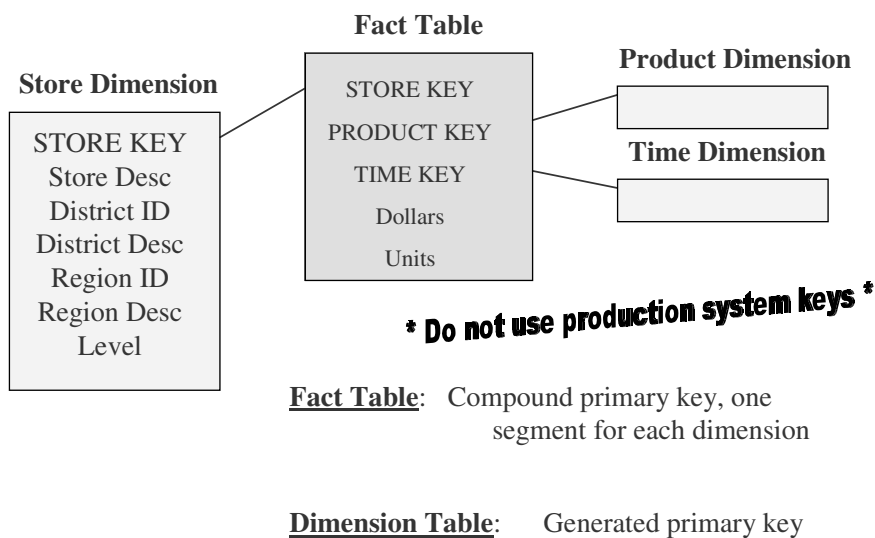 Fact Table
Store Dimension
STORE KEY
Store Desc
District ID
District Desc
Region ID
Region Desc
Level
STORE KEY
PRODUCT KEY
TIME KEY
Dollars
Units
Product Dimension
Time Dimension
* Do not use production system keys *
Fact Table: Compound primary key, one
segment for each dimension
Dimension Table: Generated primary key